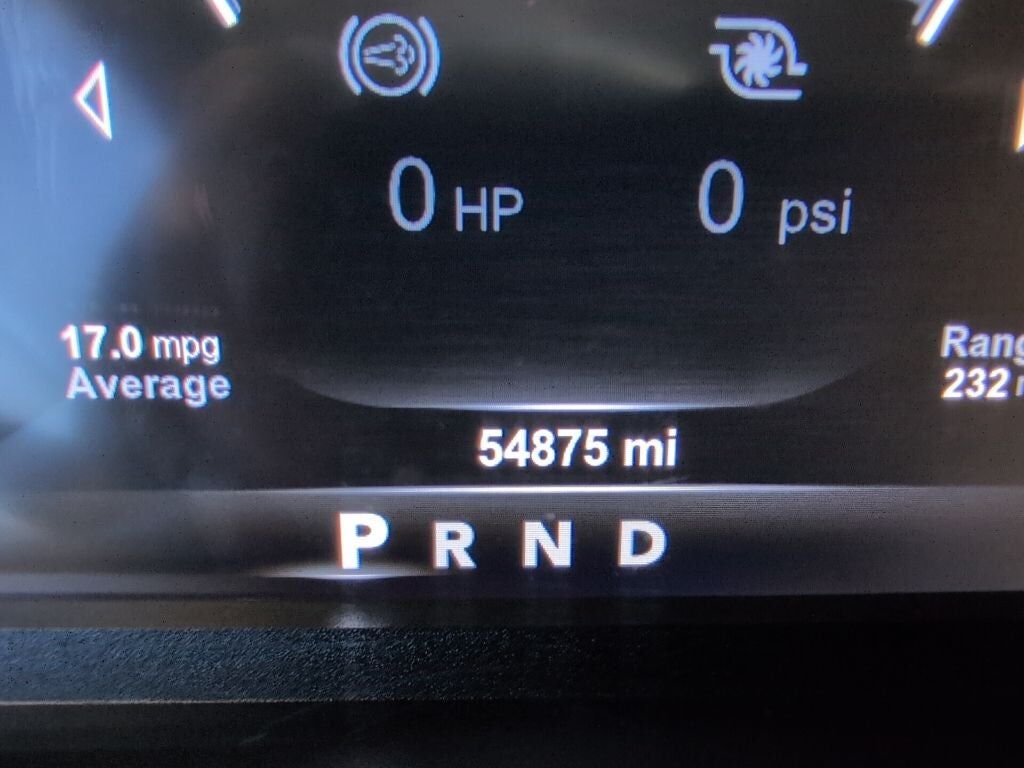 0 HP
0 psi
17.0 mpg
Average
232
54875 mi
P R N D